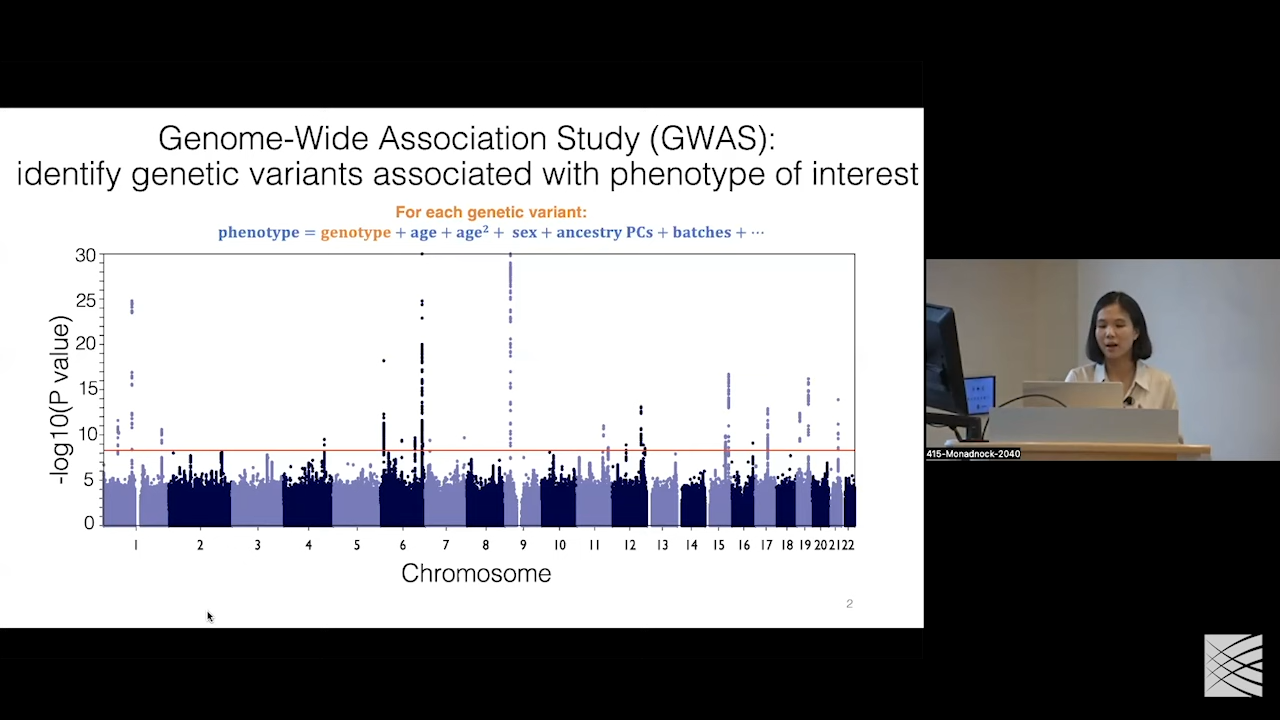 Genome-Wide Association Study (GWAS):
identify genetic variants associated with phenotype of interest
For each genetic variant:
phenotype = genotype + age + age² + sex + ancestry PCs + batches + ⋯
-log10(P value)
30
25
20
15
10
5
0
1 2 3 4 5 6 7 8 9 10 11 12 13 14 15 16 17 18 19 20 21 22
Chromosome
2
415-Monadnock-2040